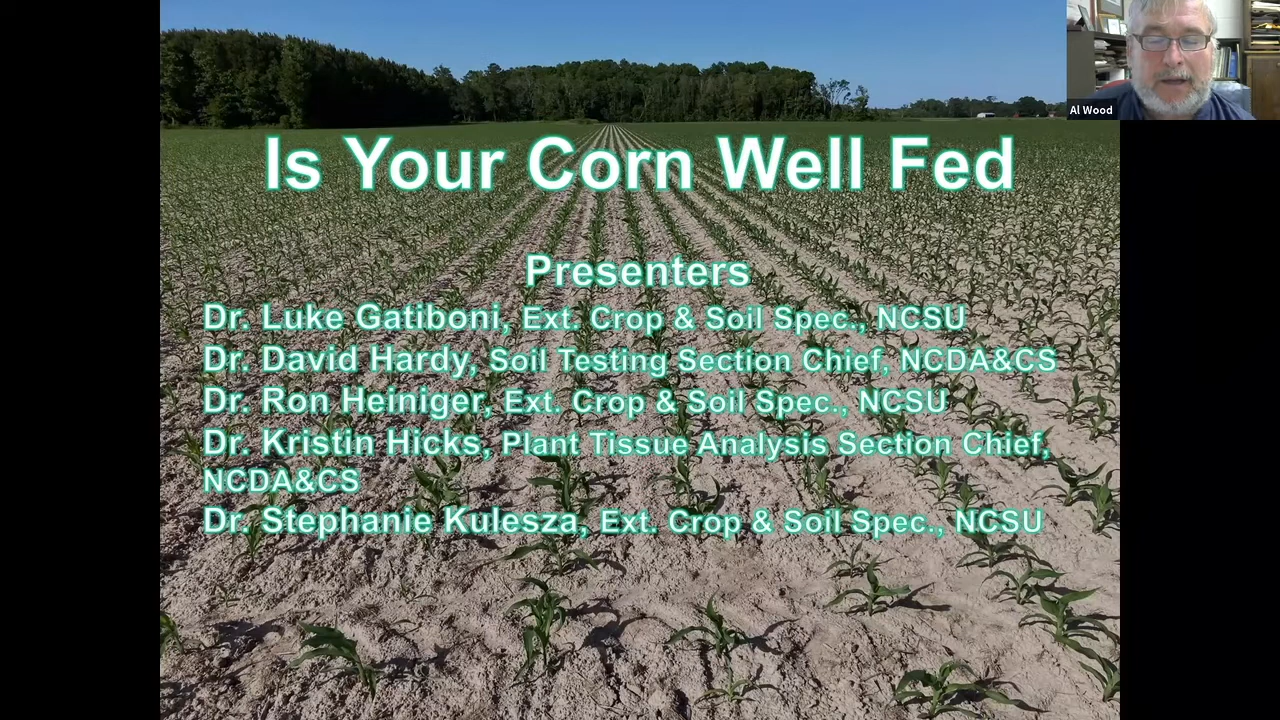 Al Wood
Is Your Corn Well Fed
Presenters
Dr. Luke Gatiboni, Ext. Crop & Soil Spec., NCSU
Dr. David Hardy, Soil Testing Section Chief, NCDA&CS
Dr. Ron Heiniger, Ext. Crop & Soil Spec., NCSU
Dr. Kristin Hicks, Plant Tissue Analysis Section Chief,
NCDA&CS
Dr. Stephanie Kulesza, Ext. Crop & Soil Spec., NCSU